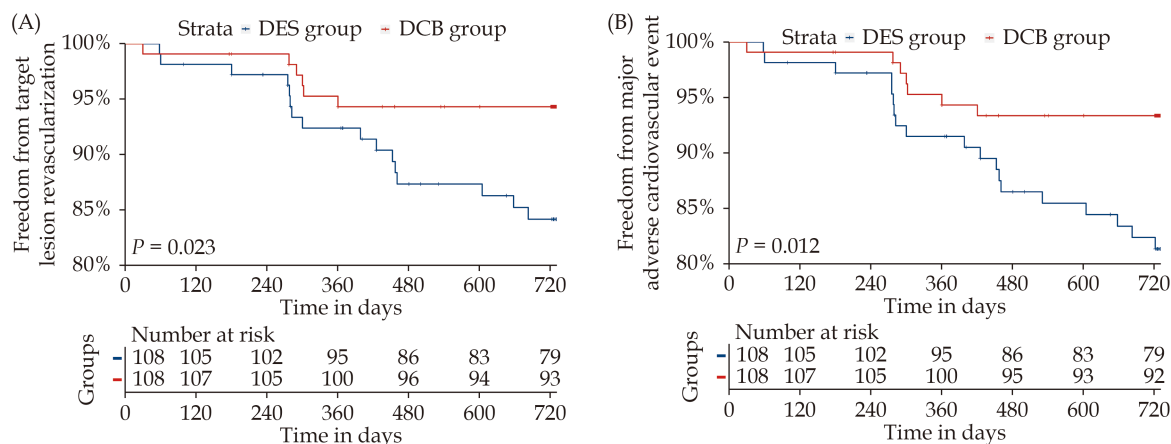 (A)
Strata DES group DCB group
Freedom from target
lesion revascularization
100%
95%
90%
85%
80%
P = 0.023
0 120 240 360 480 600 720
Time in days
Number at risk
Groups
108 105 102 95 86 83 79
108 107 105 100 96 94 93
0 120 240 360 480 600 720
Time in days
(B)
Strata DES group DCB group
Freedom from major
adverse cardiovascular event
100%
95%
90%
85%
80%
P = 0.012
0 120 240 360 480 600 720
Time in days
Number at risk
Groups
108 105 102 95 86 83 79
108 107 105 100 95 93 92
0 120 240 360 480 600 720
Time in days